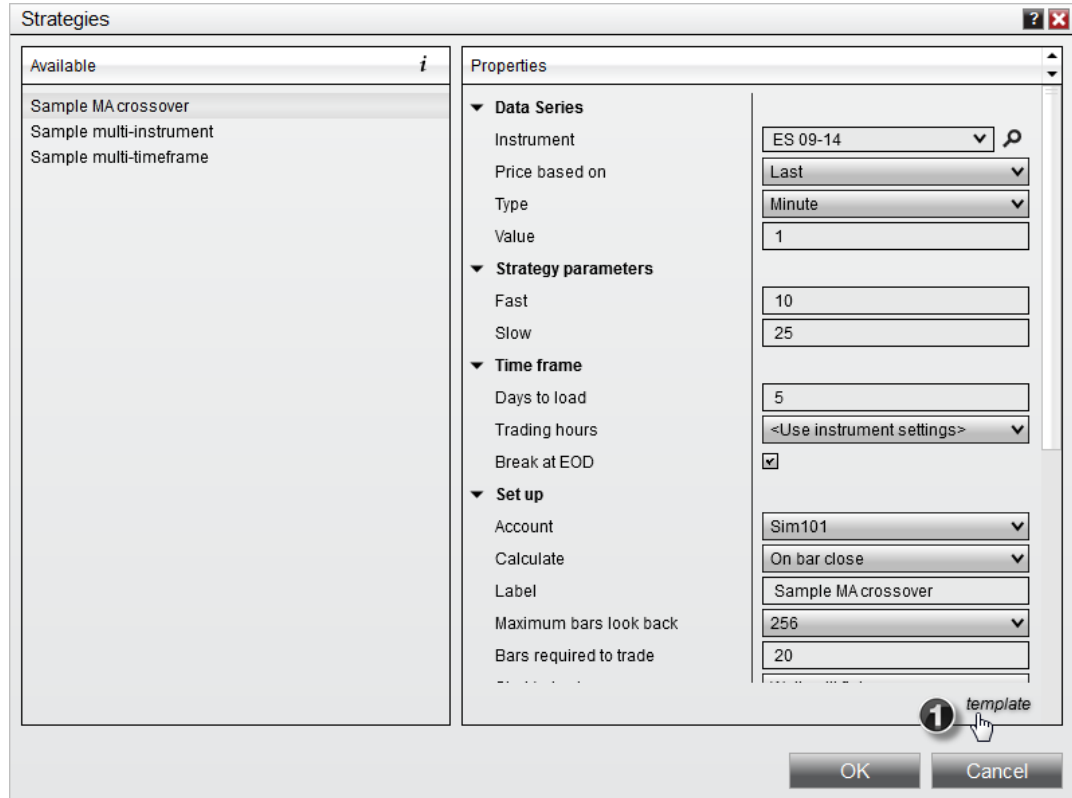 Strategies
?
Available i
Sample MA crossover
Sample multi-instrument
Sample multi-timeframe
Properties
Data Series
Instrument ES 09-14
Price based on Last
Type Minute
Value 1
Strategy parameters
Fast 10
Slow 25
Time frame
Days to load 5
Trading hours <Use instrument settings>
Break at EOD
Set up
Account Sim101
Calculate On bar close
Label Sample MA crossover
Maximum bars look back 256
Bars required to trade 20
1 template
OK Cancel